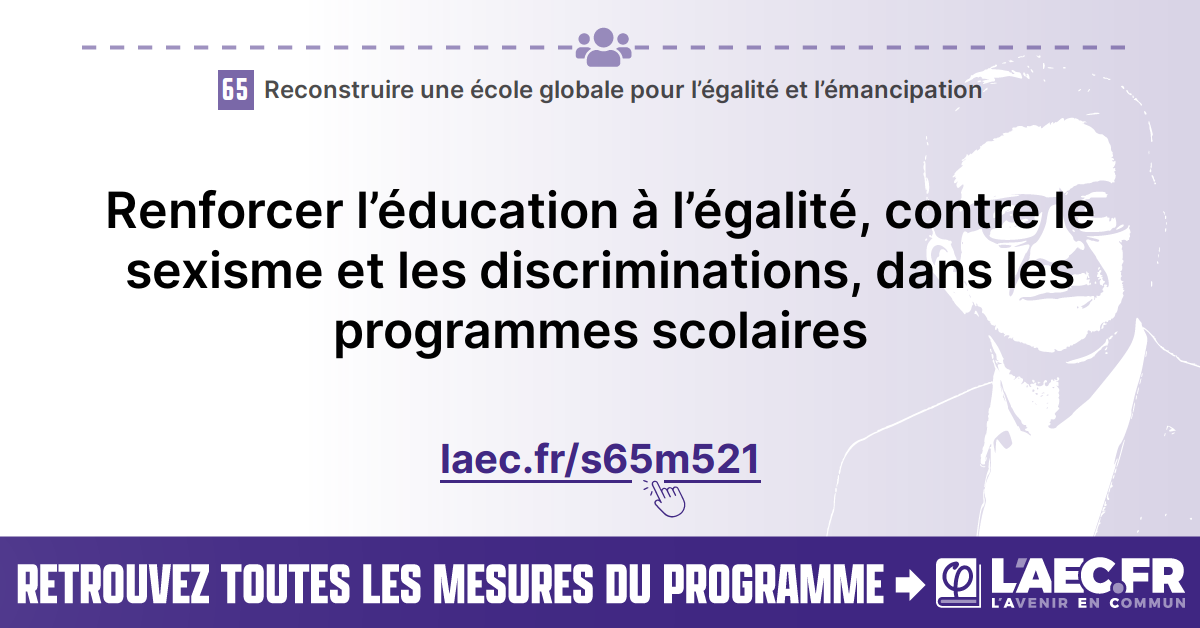 65 Reconstruire une école globale pour l’égalité et l’émancipation
Renforcer l’éducation à l’égalité, contre le
sexisme et les discriminations, dans les
programmes scolaires
laec.fr/s65m521
RETROUVEZ TOUTES LES MESURES DU PROGRAMME
L'AEC.FR
L'AVENIR EN COMMUN